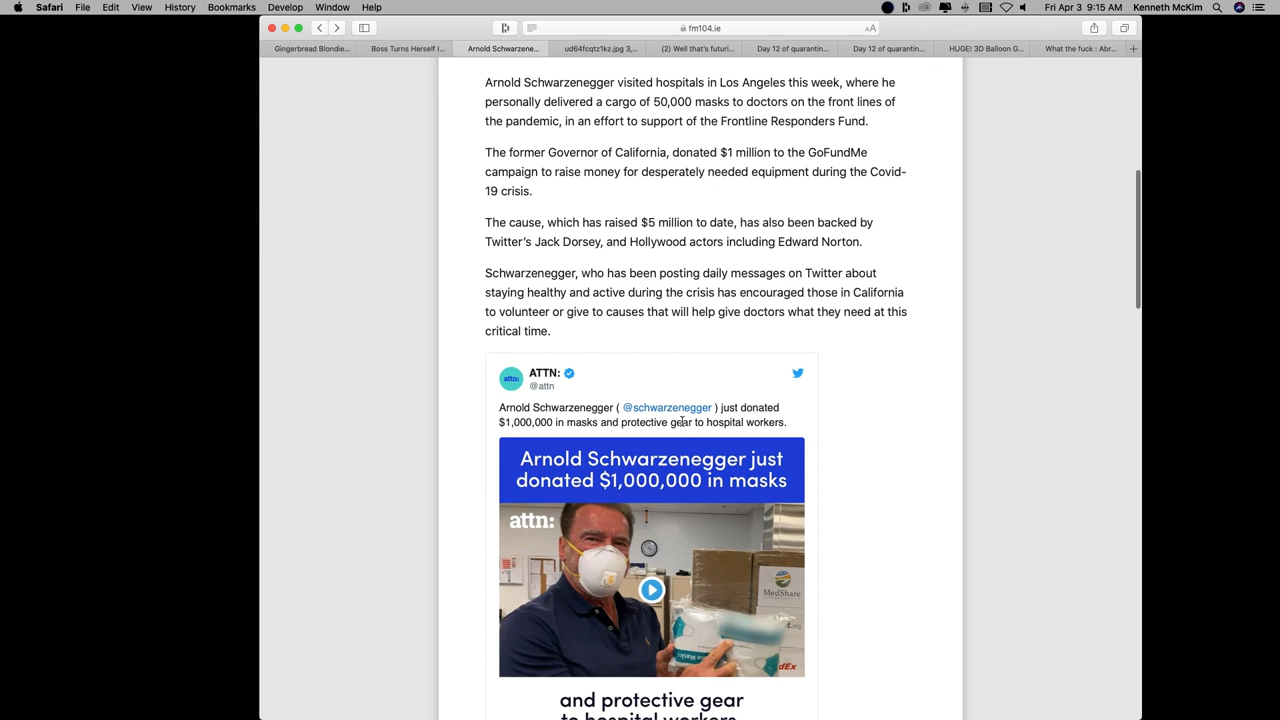 Safari File Edit View History Bookmarks Develop Window Help Fri Apr 3 9:15 AM Kenneth McKim
fm104.ie
Gingerbread Blondie... Boss Turns Herself I... Arnold Schwarzene... ud64fcqtz1kz.jpg 3,... (2) Well that's futuri... Day 12 of quarantin... Day 12 of quarantin... HUGE! 3D Balloon G... What the fuck : Abr...
Arnold Schwarzenegger visited hospitals in Los Angeles this week, where he
personally delivered a cargo of 50,000 masks to doctors on the front lines of
the pandemic, in an effort to support of the Frontline Responders Fund.
The former Governor of California, donated $1 million to the GoFundMe
campaign to raise money for desperately needed equipment during the Covid-
19 crisis.
The cause, which has raised $5 million to date, has also been backed by
Twitter's Jack Dorsey, and Hollywood actors including Edward Norton.
Schwarzenegger, who has been posting daily messages on Twitter about
staying healthy and active during the crisis has encouraged those in California
to volunteer or give to causes that will help give doctors what they need at this
critical time.
attn:
ATTN:
@attn
Arnold Schwarzenegger ( @schwarzenegger ) just donated
$1,000,000 in masks and protective gear to hospital workers.
Arnold Schwarzenegger just
donated $1,000,000 in masks
attn:
MedShare
Face Masks
and protective gear
to hospital workers